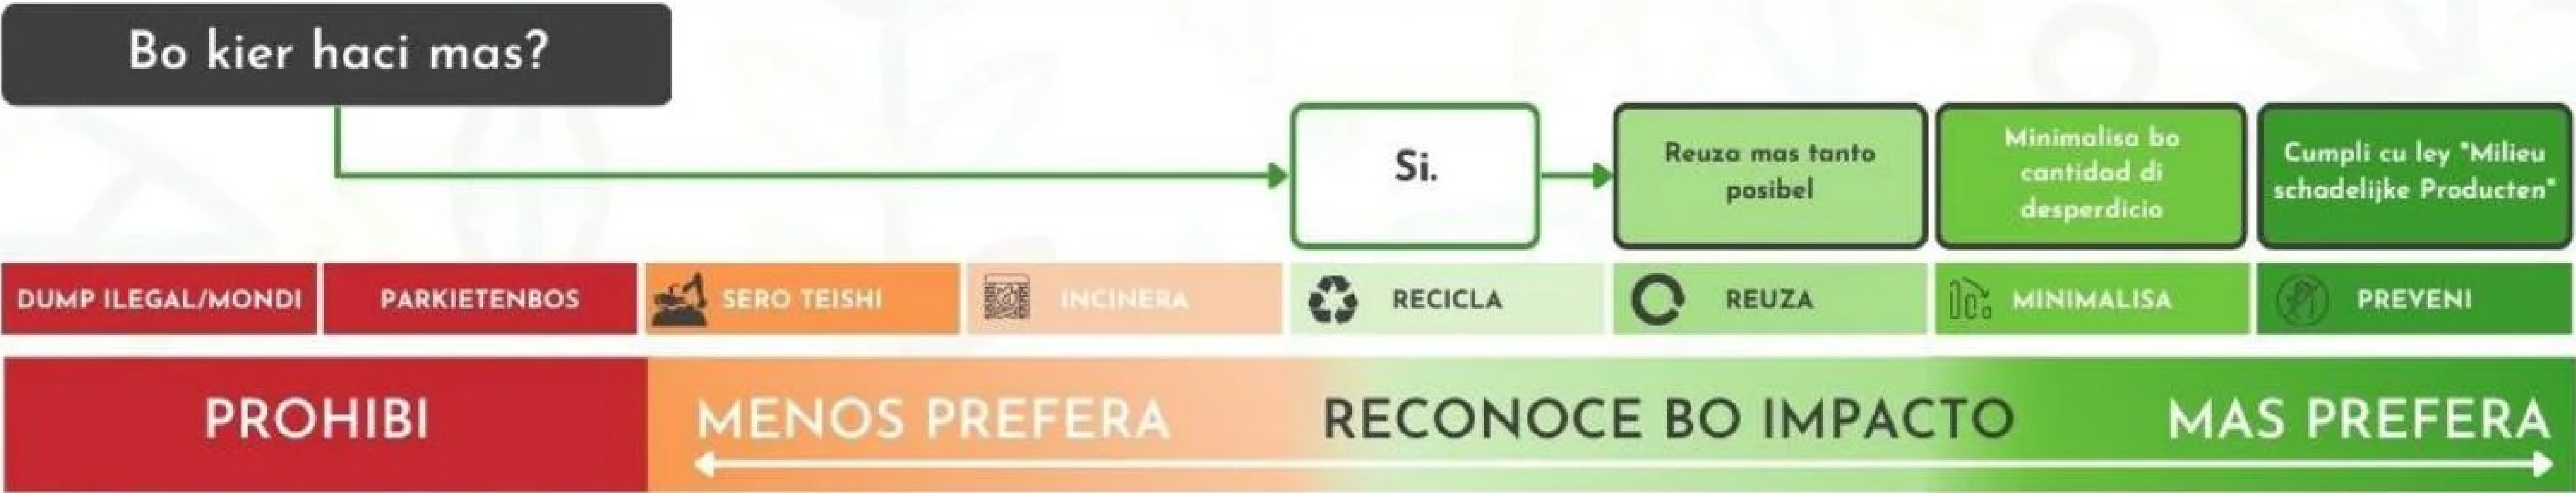 Bo kier haci mas?
Si.
Reuza mas tanto
posibel
Minimalisa bo
cantidad di
desperdicio
Cumpli cu ley "Milieu
schadelijke Producten"
DUMP ILEGAL/MONDI
PARKIETENBOS
SERO TEISHI
INCINERA
RECICLA
REUZA
MINIMALISA
PREVENI
PROHIBI
MENOS PREFERA
RECONOCE BO IMPACTO
MAS PREFERA